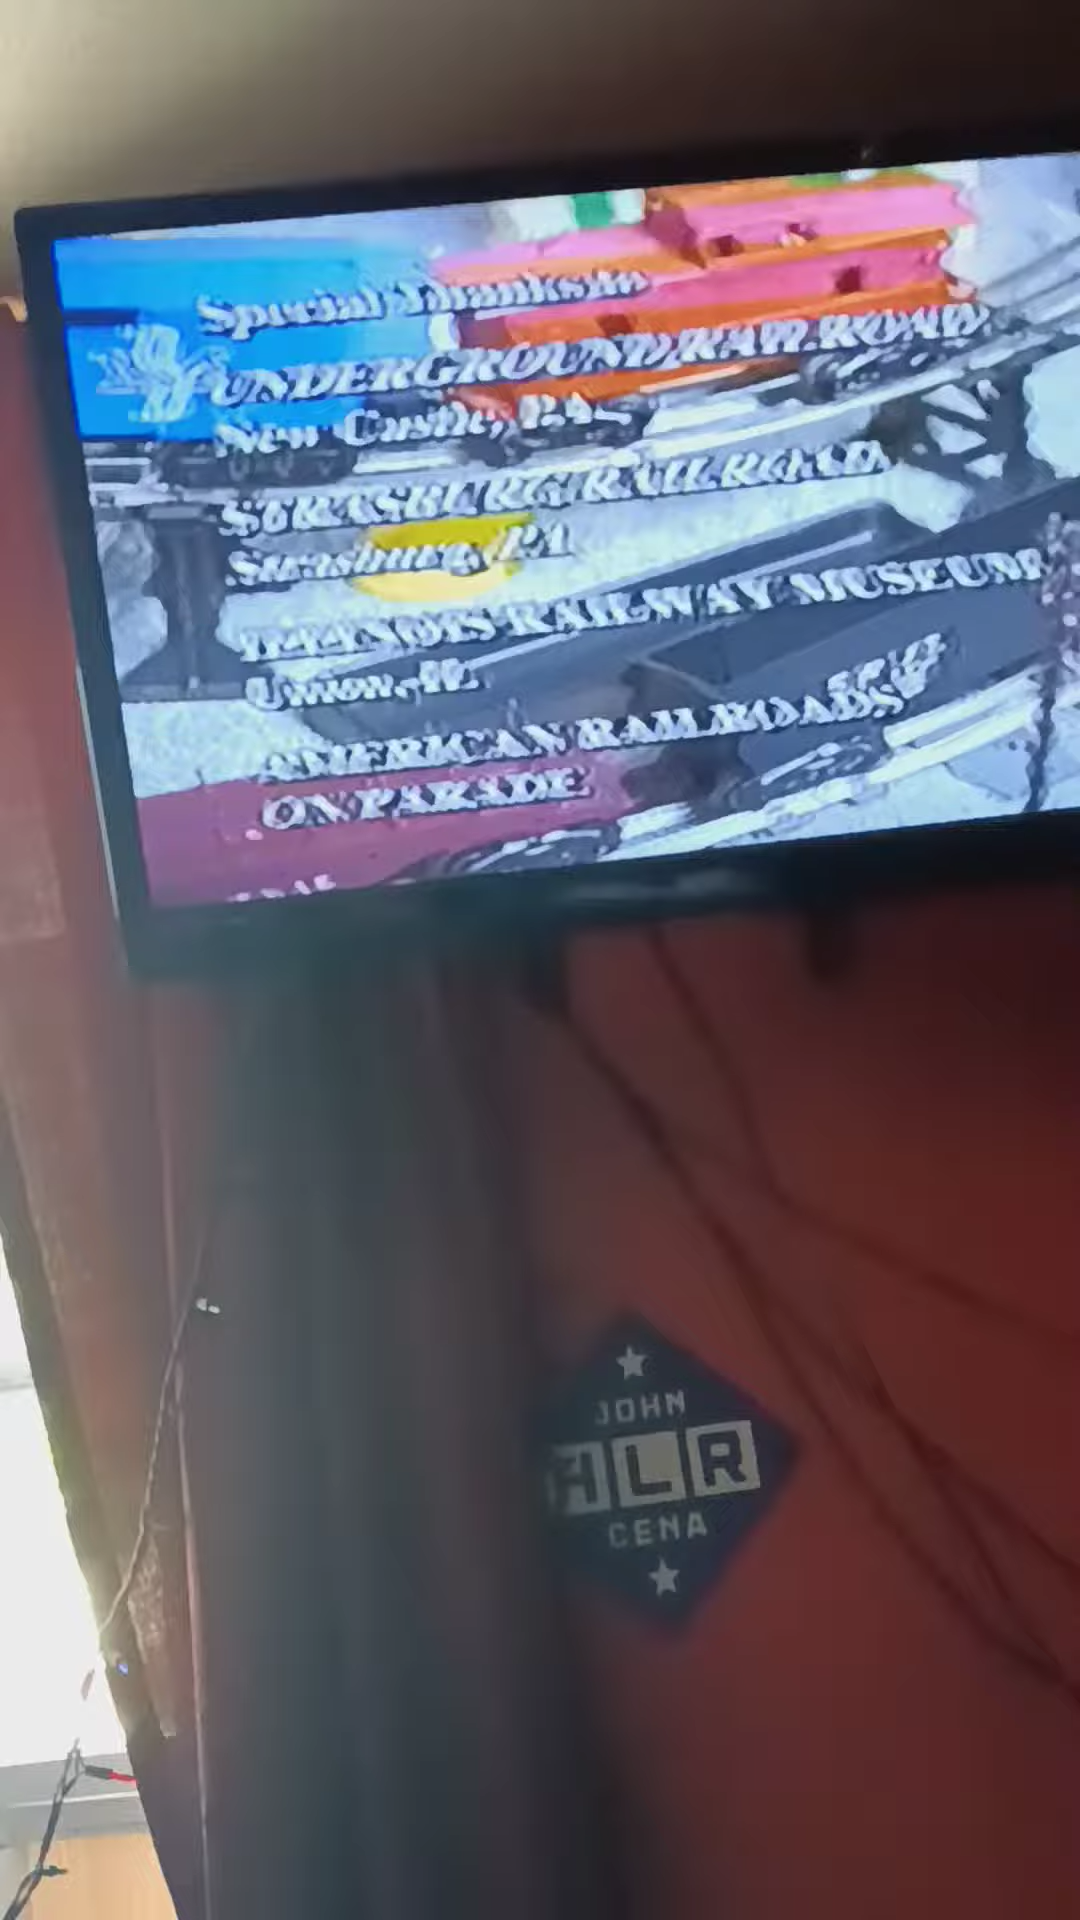 Special Thanks to
UNDERGROUND RAILROAD
New Castle, PA
STRASBURG RAILROAD
Strasburg, PA
ILLINOIS RAILWAY MUSEUM
Union, IL
AMERICAN RAILROADS
ON PARADE
JOHN
HLR
CENA